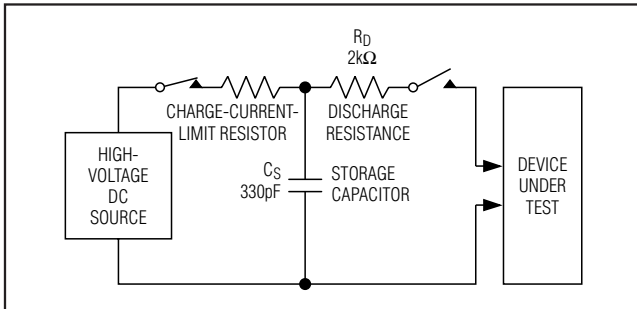 R_D
2kΩ
CHARGE-CURRENT-
LIMIT RESISTOR
DISCHARGE
RESISTANCE
HIGH-
VOLTAGE
DC
SOURCE
C_S
330pF
STORAGE
CAPACITOR
DEVICE
UNDER
TEST